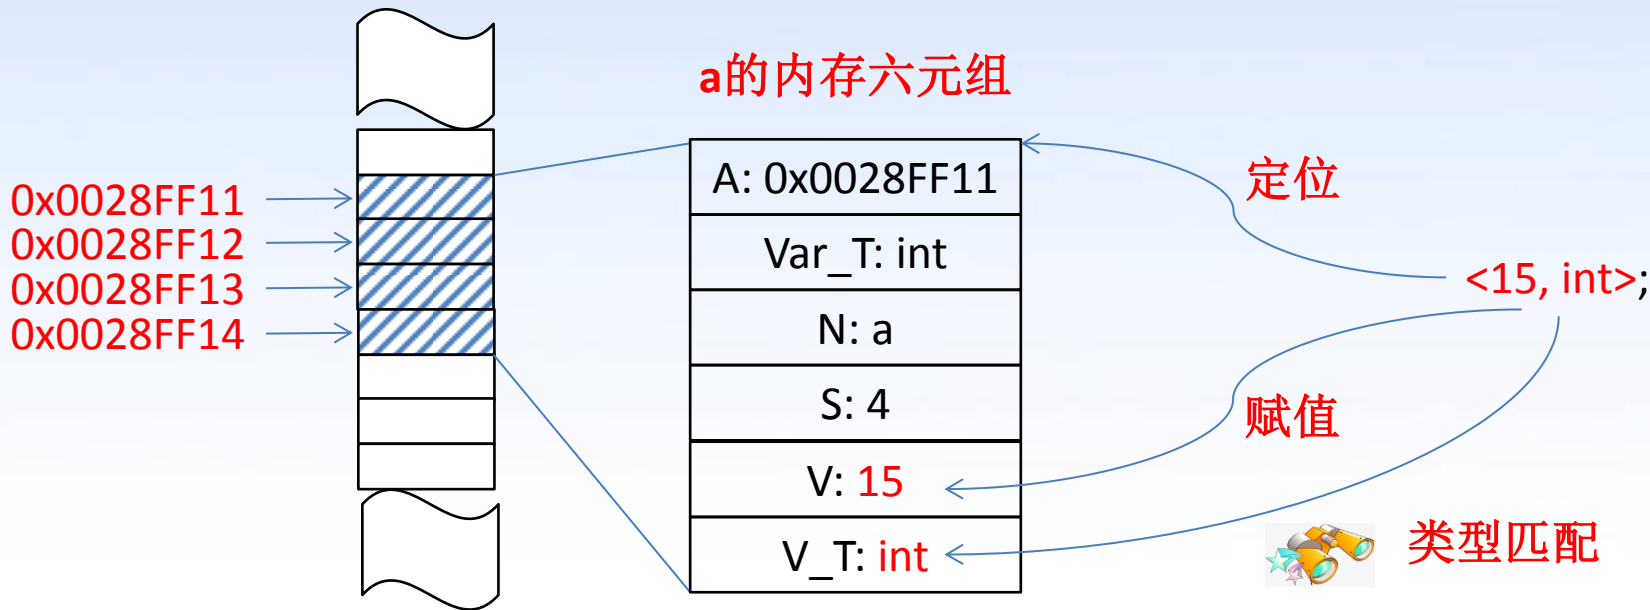 a的内存六元组
0x0028FF11
0x0028FF12
0x0028FF13
0x0028FF14
A: 0x0028FF11
Var_T: int
N: a
S: 4
V: 15
V_T: int
定位
<15, int>;
赋值
类型匹配